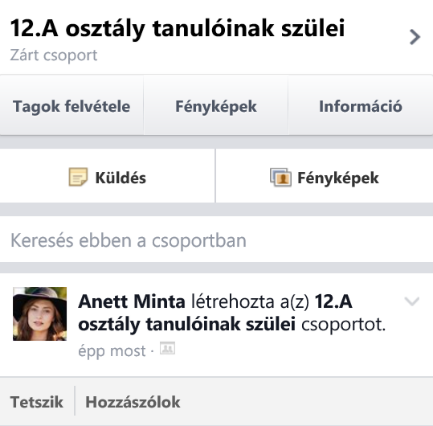 12.A osztály tanulóinak szülei
Zárt csoport
Tagok felvétele
Fényképek
Információ
Küldés
Fényképek
Keresés ebben a csoportban
Anett Minta létrehozta a(z) 12.A
osztály tanulóinak szülei csoportot.
épp most ·
Tetszik
Hozzászólok